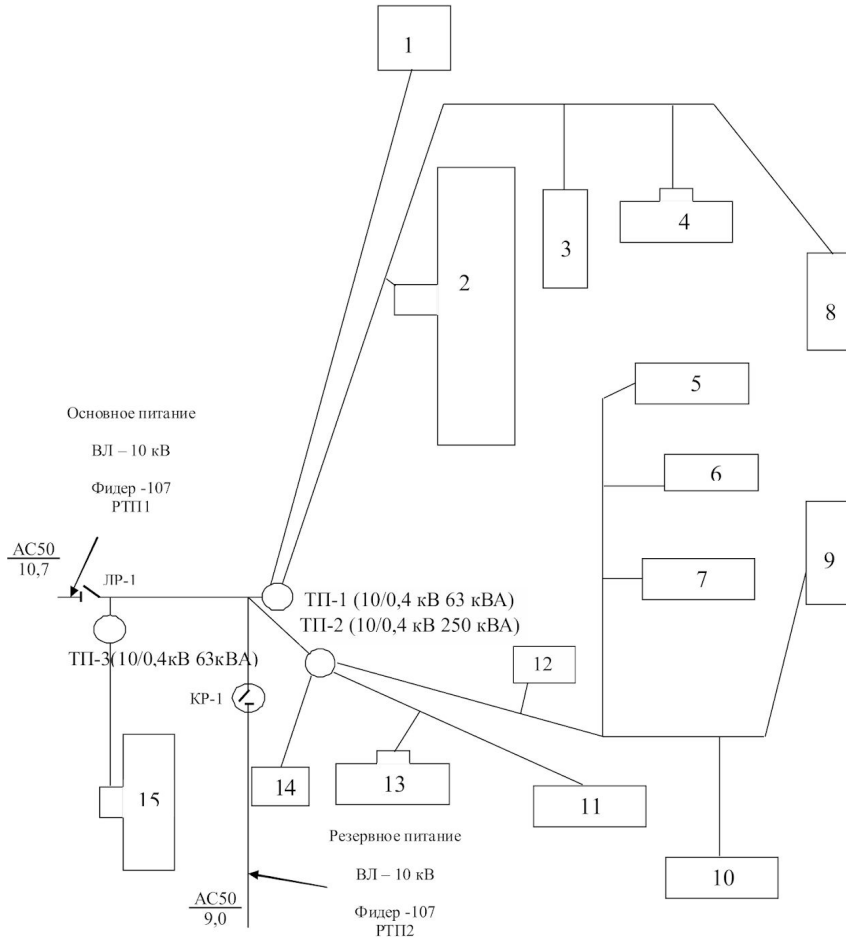 1
2
3
4
8
5
6
7
9
Основное питание
ВЛ – 10 кВ
Фидер -107
РТП1
АС50
10,7
ЛР-1
ТП-1 (10/0,4 кВ 63 кВА)
ТП-2 (10/0,4 кВ 250 кВА)
ТП-3(10/0,4кВ 63кВА)
КР-1
12
14
13
11
15
10
Резервное питание
ВЛ – 10 кВ
Фидер -107
РТП2
АС50
9,0